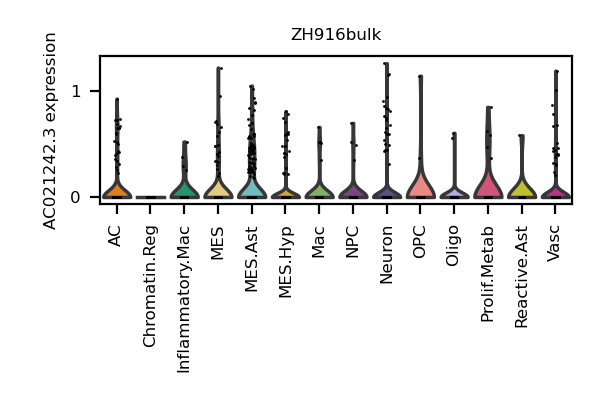 ZH916bulk
AC021242.3 expression
1
0
AC
Chromatin.Reg
Inflammatory.Mac
MES
MES.Ast
MES.Hyp
Mac
NPC
Neuron
OPC
Oligo
Prolif.Metab
Reactive.Ast
Vasc